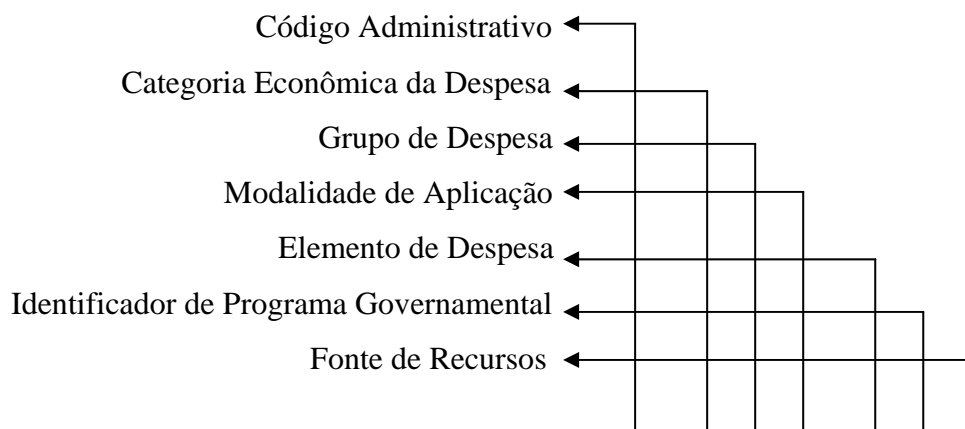 Código Administrativo
Categoria Econômica da Despesa
Grupo de Despesa
Modalidade de Aplicação
Elemento de Despesa
Identificador de Programa Governamental
Fonte de Recursos